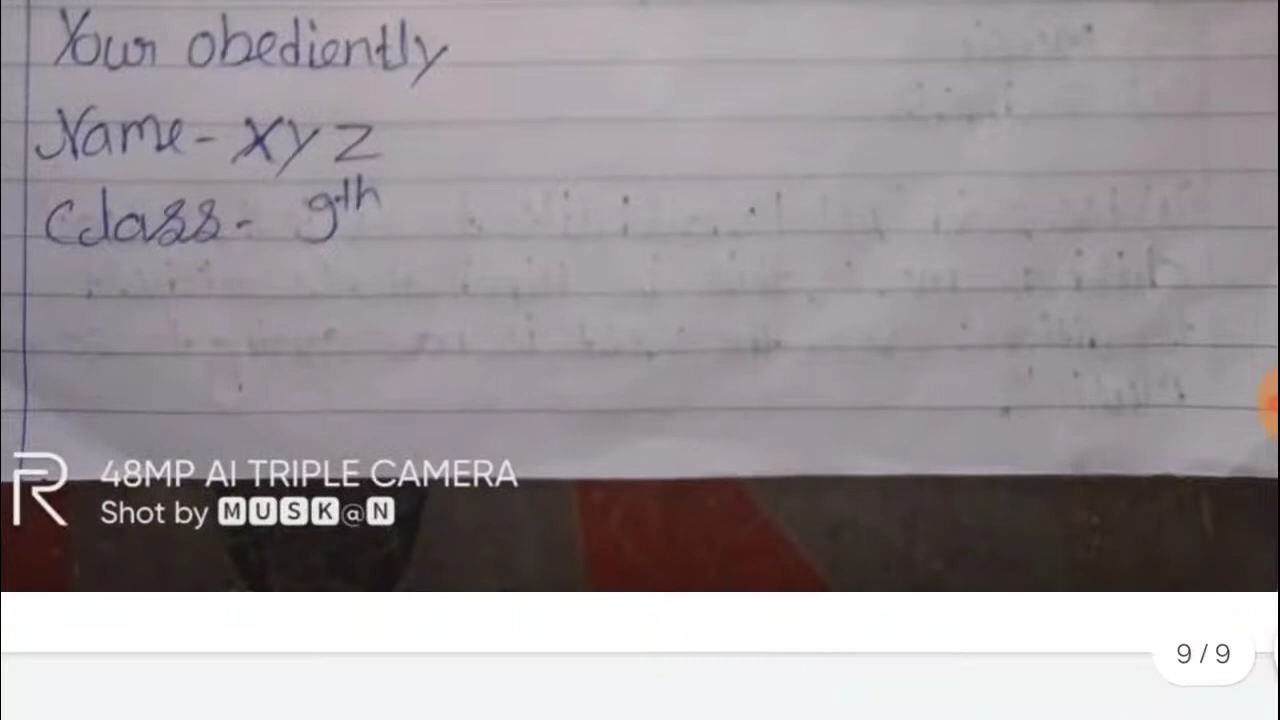 Your obediently
Name - XYZ
Class - 9th
48MP AI TRIPLE CAMERA
Shot by MUSK@N
9/9